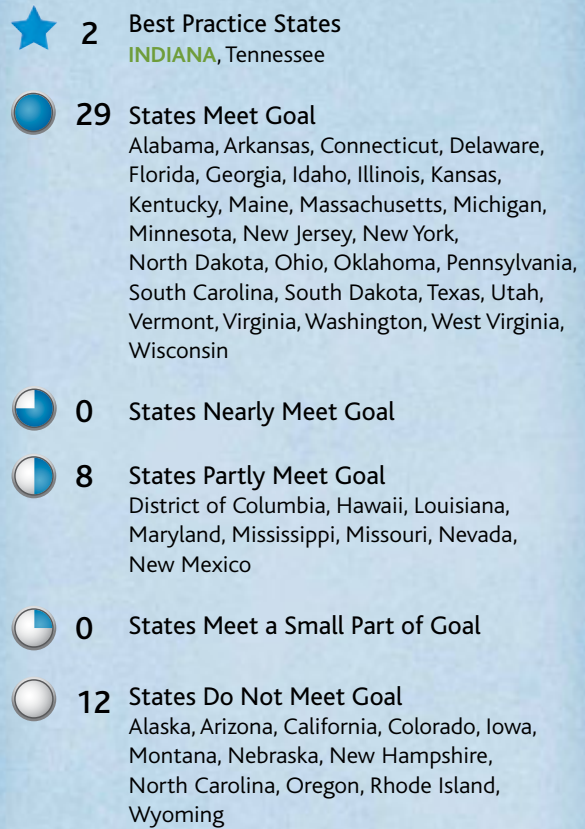 2 Best Practice States
INDIANA, Tennessee
29 States Meet Goal
Alabama, Arkansas, Connecticut, Delaware,
Florida, Georgia, Idaho, Illinois, Kansas,
Kentucky, Maine, Massachusetts, Michigan,
Minnesota, New Jersey, New York,
North Dakota, Ohio, Oklahoma, Pennsylvania,
South Carolina, South Dakota, Texas, Utah,
Vermont, Virginia, Washington, West Virginia,
Wisconsin
0 States Nearly Meet Goal
8 States Partly Meet Goal
District of Columbia, Hawaii, Louisiana,
Maryland, Mississippi, Missouri, Nevada,
New Mexico
0 States Meet a Small Part of Goal
12 States Do Not Meet Goal
Alaska, Arizona, California, Colorado, Iowa,
Montana, Nebraska, New Hampshire,
North Carolina, Oregon, Rhode Island,
Wyoming